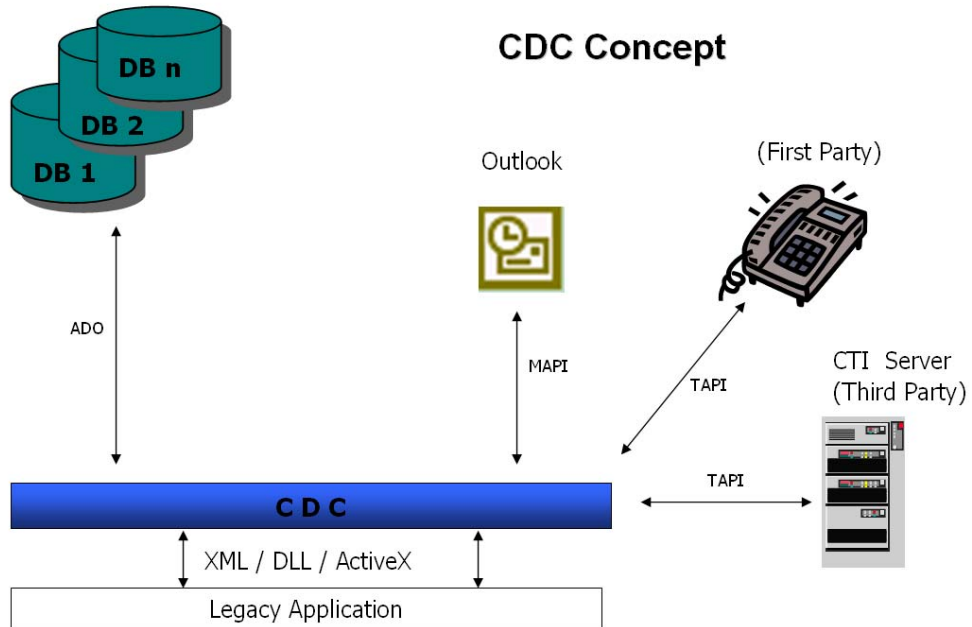 CDC Concept
DB n
DB 2
DB 1
Outlook
(First Party)
ADO
MAPI
TAPI
CTI Server
(Third Party)
TAPI
C D C
XML / DLL / ActiveX
Legacy Application